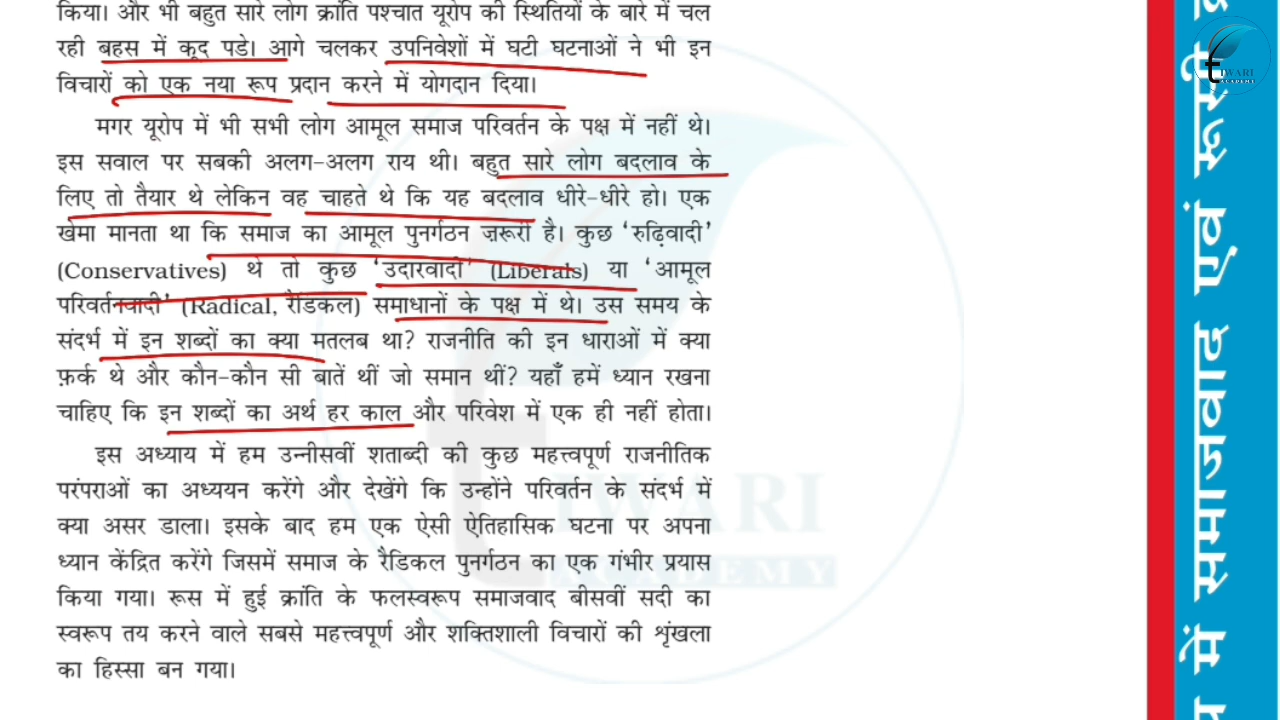 किया। और भी बहुत सारे लोग क्रांति पश्चात यूरोप की स्थितियों के बारे में चल
रही बहस में कूद पडे। आगे चलकर उपनिवेशों में घटी घटनाओं ने भी इन
विचारों को एक नया रूप प्रदान करने में योगदान दिया।
मगर यूरोप में भी सभी लोग आमूल समाज परिवर्तन के पक्ष में नहीं थे।
इस सवाल पर सबकी अलग-अलग राय थी। बहुत सारे लोग बदलाव के
लिए तो तैयार थे लेकिन वह चाहते थे कि यह बदलाव धीरे-धीरे हो। एक
खेमा मानता था कि समाज का आमूल पुनर्गठन ज़रूरी है। कुछ ‘रुढ़िवादी’
(Conservatives) थे तो कुछ ‘उदारवादी’ (Liberals) या ‘आमूल
परिवर्तनवादी’ (Radical, रैडिकल) समाधानों के पक्ष में थे। उस समय के
संदर्भ में इन शब्दों का क्या मतलब था? राजनीति की इन धाराओं में क्या
फ़र्क थे और कौन-कौन सी बातें थीं जो समान थीं? यहाँ हमें ध्यान रखना
चाहिए कि इन शब्दों का अर्थ हर काल और परिवेश में एक ही नहीं होता।
इस अध्याय में हम उन्नीसवीं शताब्दी की कुछ महत्त्वपूर्ण राजनीतिक
परंपराओं का अध्ययन करेंगे और देखेंगे कि उन्होंने परिवर्तन के संदर्भ में
क्या असर डाला। इसके बाद हम एक ऐसी ऐतिहासिक घटना पर अपना
ध्यान केंद्रित करेंगे जिसमें समाज के रैडिकल पुनर्गठन का एक गंभीर प्रयास
किया गया। रूस में हुई क्रांति के फलस्वरूप समाजवाद बीसवीं सदी का
स्वरूप तय करने वाले सबसे महत्त्वपूर्ण और शक्तिशाली विचारों की शृंखला
का हिस्सा बन गया।
में समाजवाद एवं रूसी
TIWARI
ACADEMY
TIWARI
ACADEMY